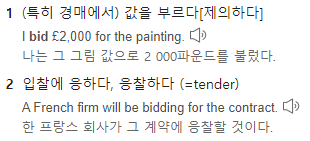 1 (특히 경매에서) 값을 부르다[제의하다]
I bid £2,000 for the painting.
나는 그 그림 값으로 2 000파운드를 불렀다.
2 입찰에 응하다, 응찰하다 (=tender)
A French firm will be bidding for the contract.
한 프랑스 회사가 그 계약에 응찰할 것이다.